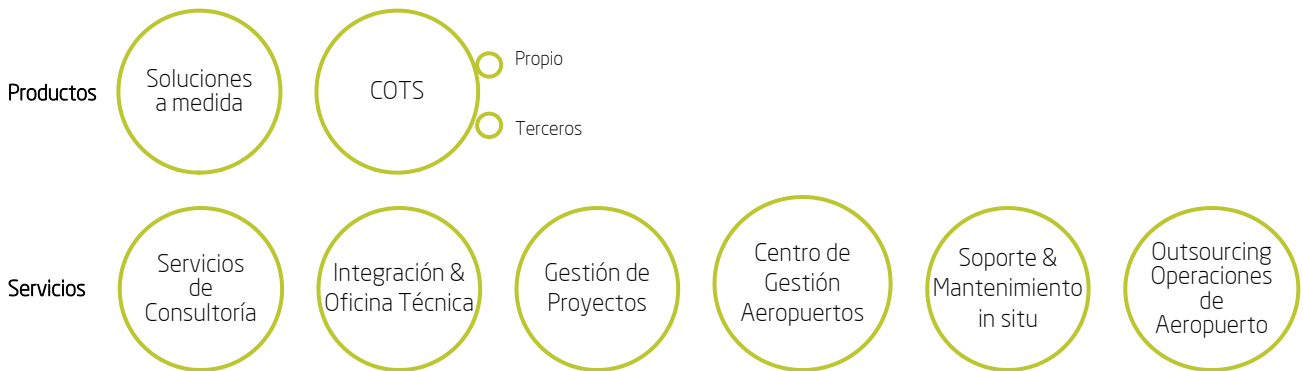 Productos
Soluciones
a medida
COTS
Propio
Terceros
Servicios
Servicios
de
Consultoría
Integración &
Oficina Técnica
Gestión de
Proyectos
Centro de
Gestión
Aeropuertos
Soporte &
Mantenimiento
in situ
Outsourcing
Operaciones
de
Aeropuerto